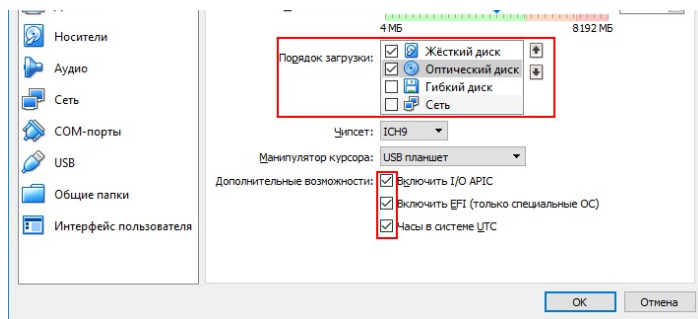 4 МБ 8192 МБ
Носители
Аудио
Сеть
COM-порты
USB
Общие папки
Интерфейс пользователя
Порядок загрузки:
Жёсткий диск
Оптический диск
Гибкий диск
Сеть
Чипсет: ICH9
Манипулятор курсора: USB планшет
Дополнительные возможности: Включить I/O APIC
Включить EFI (только специальные ОС)
Часы в системе UTC
OK Отмена